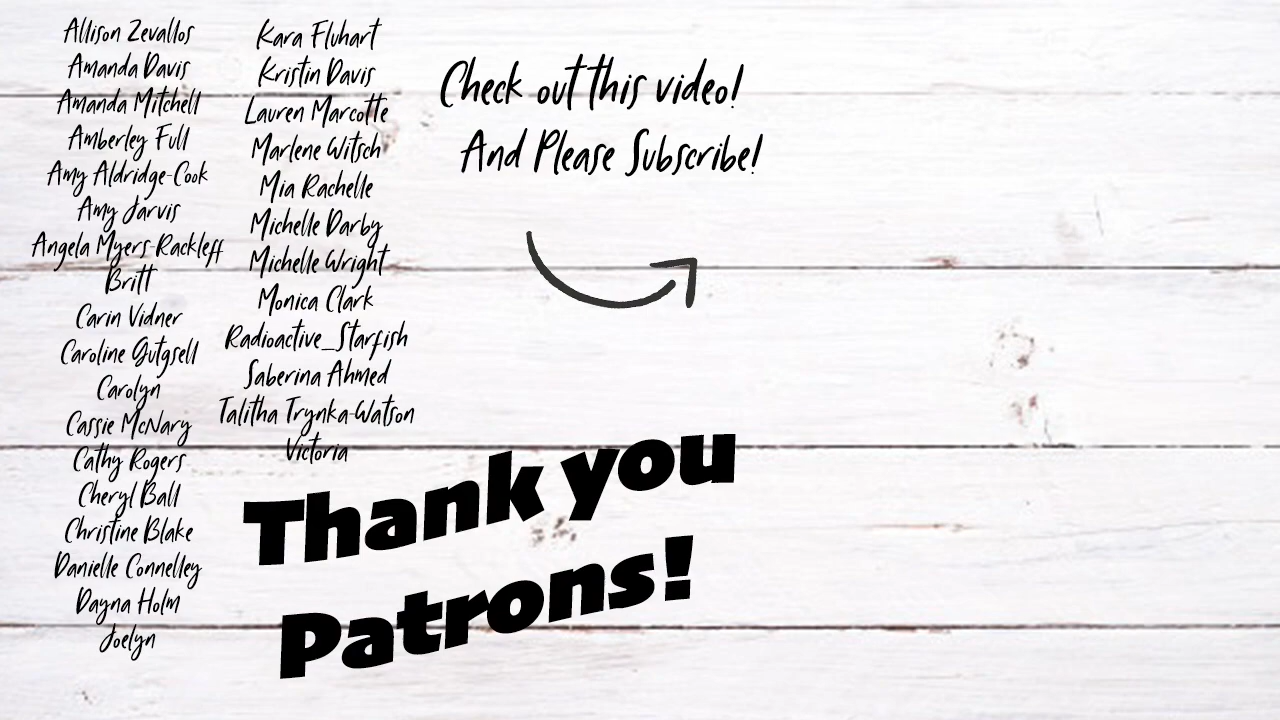 Allison Zevallos
Amanda Davis
Amanda Mitchell
Amberley Full
Amy Aldridge-Cook
Amy Jarvis
Angela Myers-Rackleff
Britt
Carin Vidner
Caroline Gutgsell
Carolyn
Cassie McNary
Cathy Rogers
Cheryl Ball
Christine Blake
Danielle Connelley
Dayna Holm
Joelyn
Kara Fluhart
Kristin Davis
Lauren Marcotte
Marlene Witsch
Mia Rachelle
Michelle Darby
Michelle Wright
Monica Clark
Radioactive_Starfish
Saberina Ahmed
Talitha Trynka-Watson
Victoria
Check out this video!
And Please Subscribe!
Thank you
Patrons!